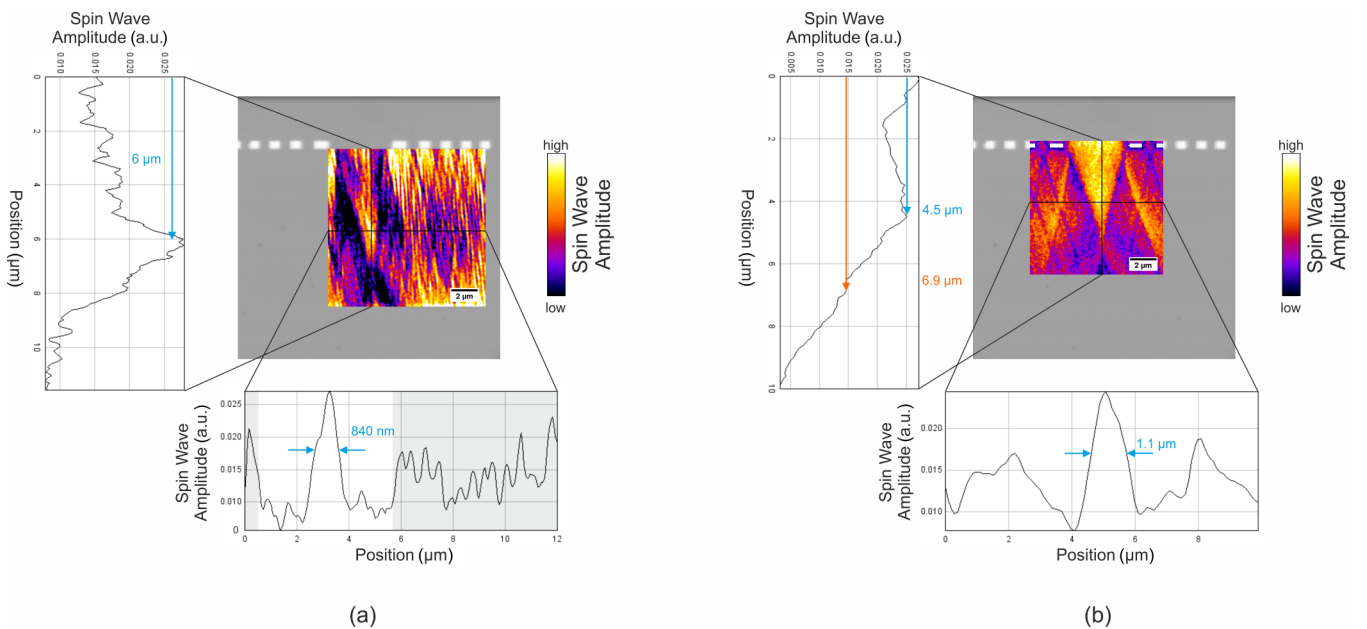 Spin Wave
Amplitude (a.u.)
0.010
0.015
0.020
0.025
0
2
4
6
8
10
Position (µm)
6 µm
high
low
Spin Wave
Amplitude
2 µm
0.025
0.020
0.015
0.010
0
Spin Wave
Amplitude (a.u.)
840 nm
0
2
4
6
8
10
12
Position (µm)
(a)
Spin Wave
Amplitude (a.u.)
0.005
0.010
0.015
0.020
0.025
0
2
4
6
8
10
Position (µm)
4.5 µm
6.9 µm
high
low
Spin Wave
Amplitude
2 µm
0.020
0.015
0.010
Spin Wave
Amplitude (a.u.)
1.1 µm
0
2
4
6
8
Position (µm)
(b)